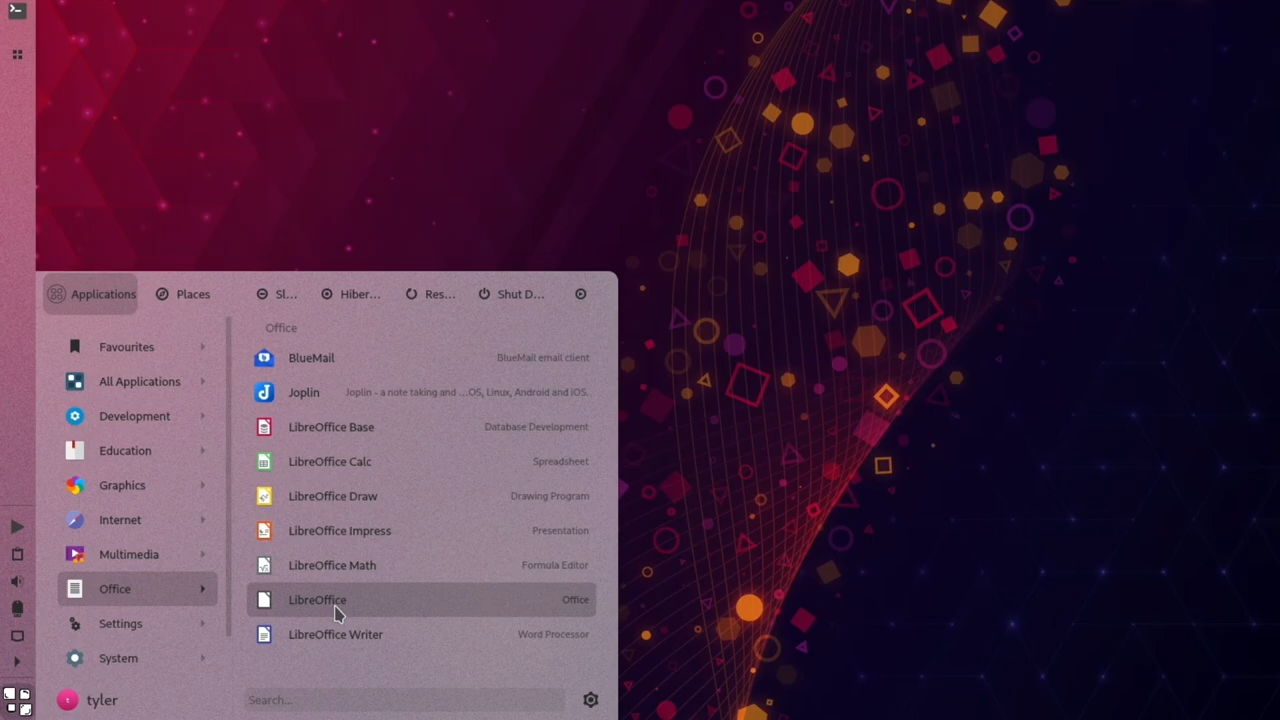 Applications
Places
Sl...
Hiber...
Res...
Shut D...
Favourites
All Applications
Development
Education
Graphics
Internet
Multimedia
Office
Settings
System
Office
BlueMail BlueMail email client
Joplin Joplin - a note taking and ...OS, Linux, Android and iOS.
LibreOffice Base Database Development
LibreOffice Calc Spreadsheet
LibreOffice Draw Drawing Program
LibreOffice Impress Presentation
LibreOffice Math Formula Editor
LibreOffice Office
LibreOffice Writer Word Processor
t tyler
Search...